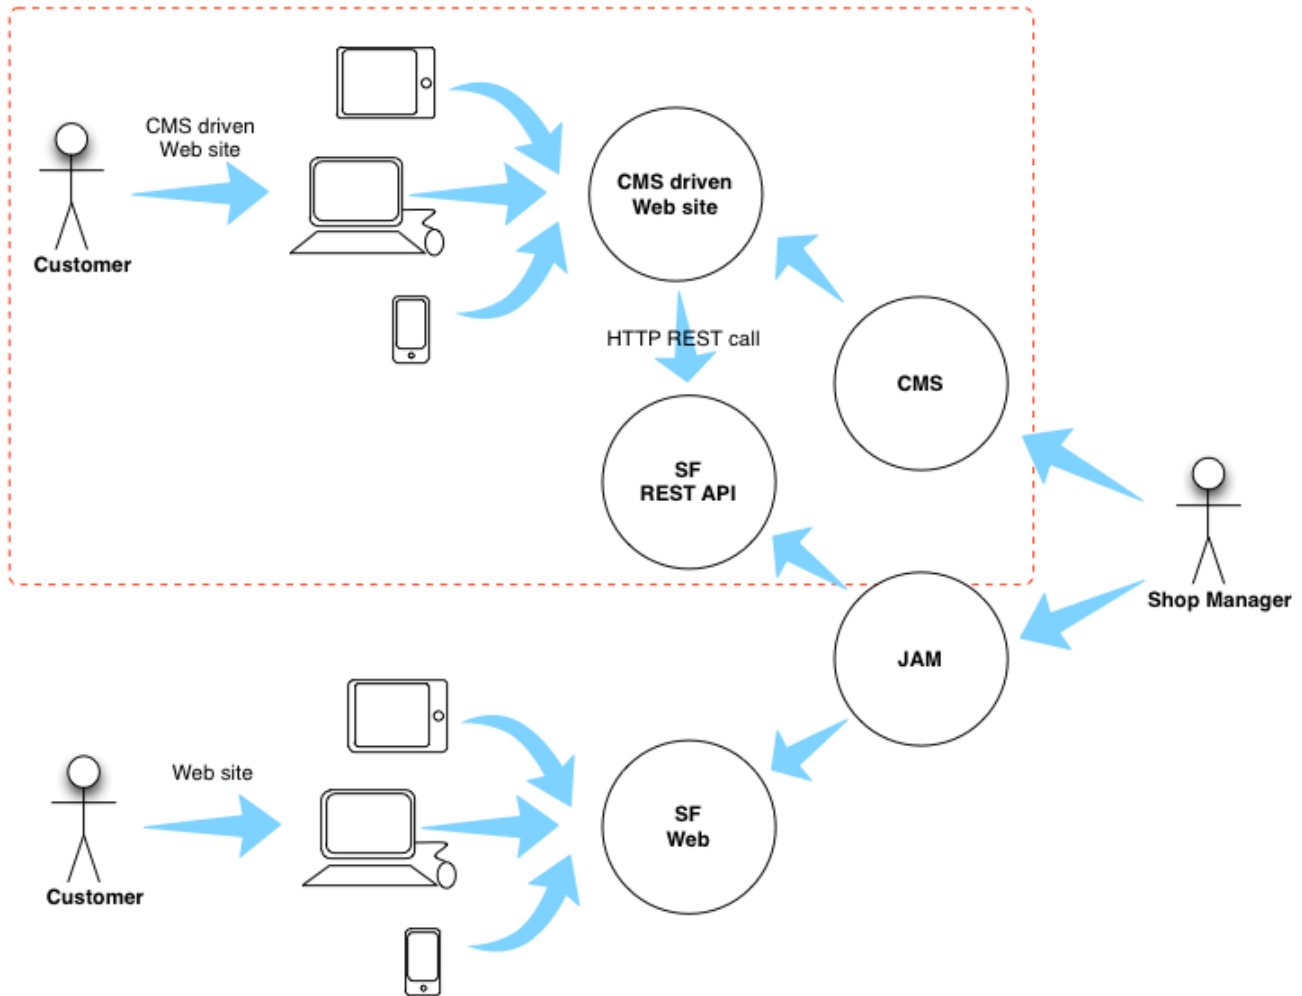 CMS driven
Web site
Customer
CMS driven
Web site
HTTP REST call
CMS
SF
REST API
Shop Manager
JAM
Web site
Customer
SF
Web